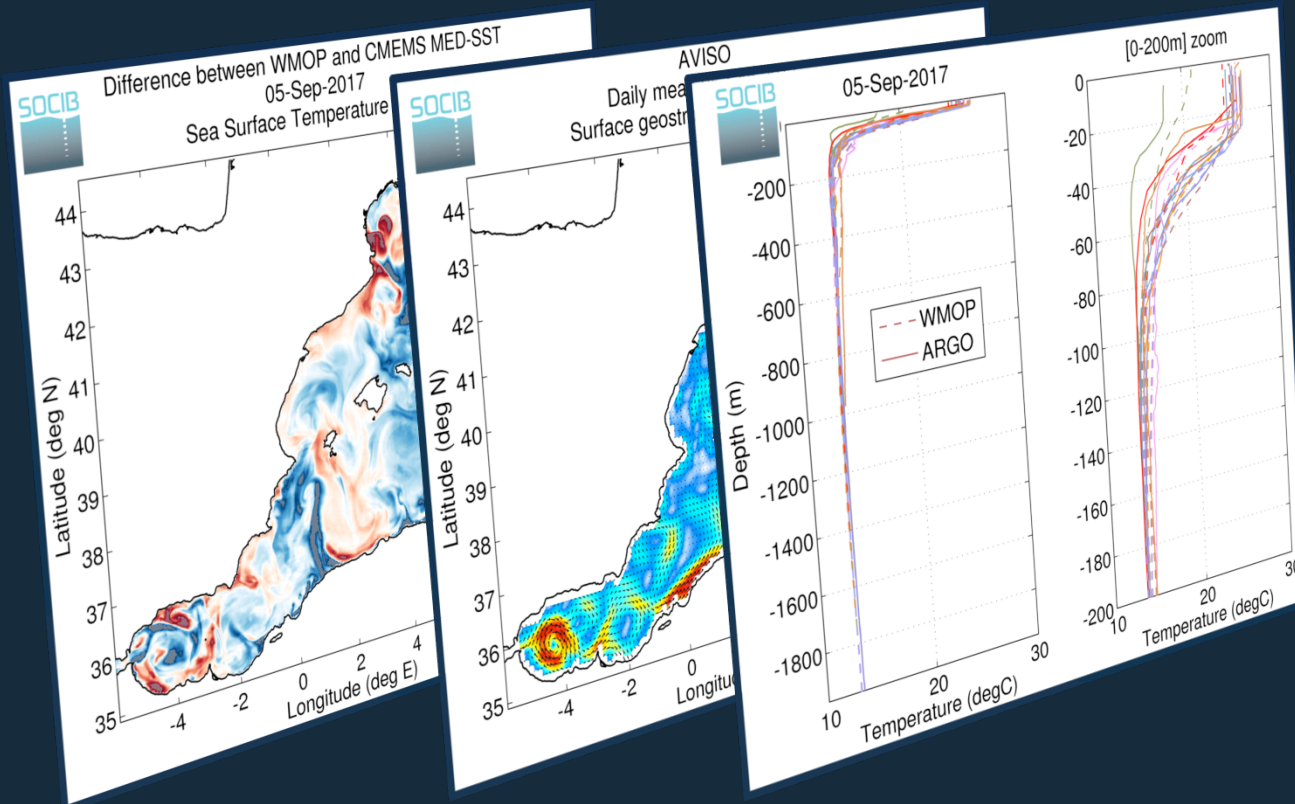 Difference between WMOP and CMEMS MED-SST
05-Sep-2017
Sea Surface Temperature
SOCIB
44
43
42
41
40
39
38
37
36
35
Latitude (deg N)
-4
-2
0
2
4
Longitude (deg E)
AVISO
Daily mea
Surface geostr
SOCIB
44
43
42
41
40
39
38
37
36
35
Latitude (deg N)
-4
-2
0
Longitu
SOCIB
05-Sep-2017
-200
-400
-600
-800
-1000
-1200
-1400
-1600
-1800
Depth (m)
WMOP
ARGO
10
20
30
Temperature (degC)
[0-200m] zoom
0
-20
-40
-60
-80
-100
-120
-140
-160
-180
-200
10
20
30
Temperature (degC)